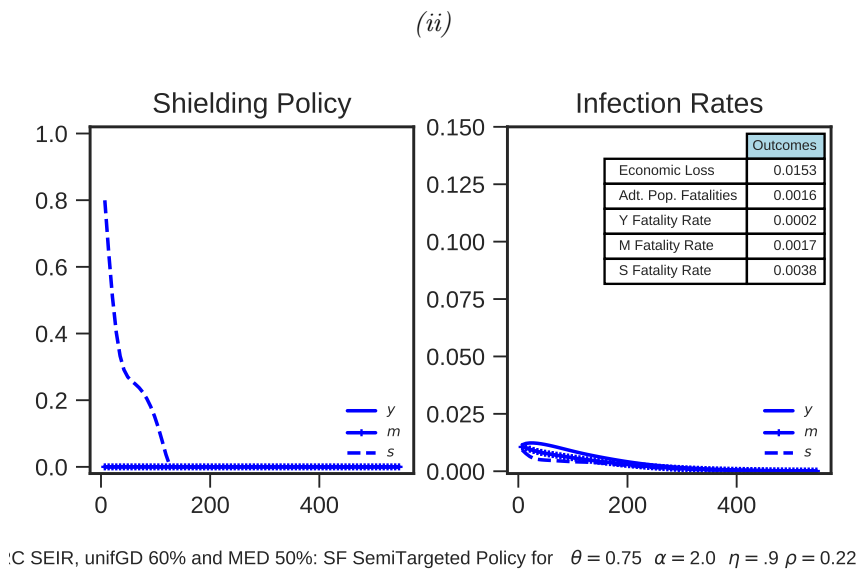 (ii)
Shielding Policy
1.0
0.8
0.6
0.4
0.2
0.0
y
m
s
0 200 400
Infection Rates
0.150
0.125
0.100
0.075
0.050
0.025
0.000
Outcomes
Economic Loss 0.0153
Adt. Pop. Fatalities 0.0016
Y Fatality Rate 0.0002
M Fatality Rate 0.0017
S Fatality Rate 0.0038
y
m
s
0 200 400
C SEIR, unifGD 60% and MED 50%: SF SemiTargeted Policy for θ = 0.75 α = 2.0 η = .9 ρ = 0.22